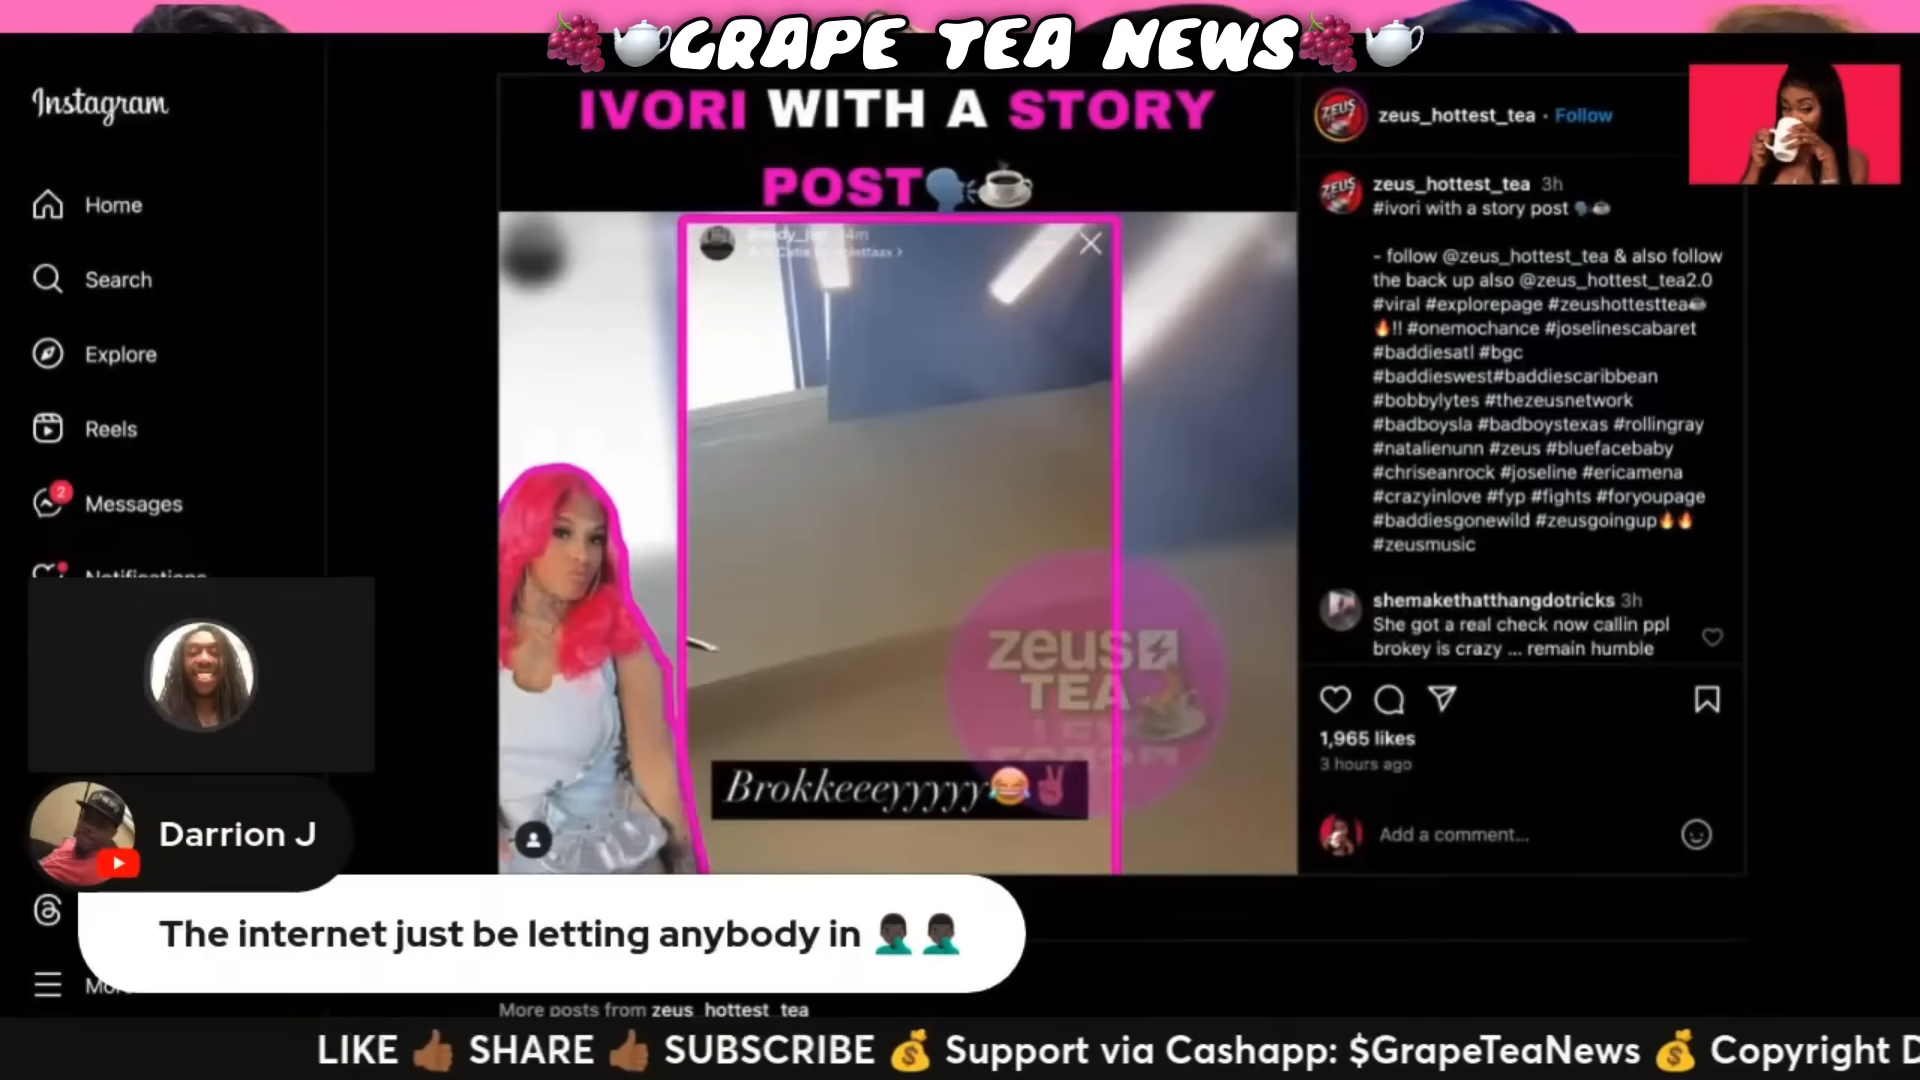 GRAPE TEA NEWS
Instagram
Home
Search
Explore
Reels
Messages
2
Notifications
More
IVORI WITH A STORY
POST
Brokkeeeyyyyy😂✌
zeus
TEA
ZEUS
zeus_hottest_tea · Follow
ZEUS
zeus_hottest_tea 3h
#ivori with a story post 🗣☕
- follow @zeus_hottest_tea & also follow
the back up also @zeus_hottest_tea2.0
#viral #explorepage #zeushottesttea☕
🔥!! #onemochance #joselinescabaret
#baddiesatl #bgc
#baddieswest#baddiescaribbean
#bobbylytes #thezeusnetwork
#badboysla #badboystexas #rollingray
#natalienunn #zeus #bluefacebaby
#chriseanrock #joseline #ericamena
#crazyinlove #fyp #fights #foryoupage
#baddiesgonewild #zeusgoingup🔥🔥
#zeusmusic
shemakethatthangdotricks 3h
She got a real check now callin ppl
brokey is crazy ... remain humble
1,965 likes
3 hours ago
Add a comment...
Darrion J
The internet just be letting anybody in 🤦🏿‍♂️🤦🏿‍♂️
More posts from zeus_hottest_tea
LIKE 👍🏾 SHARE 👍🏾 SUBSCRIBE 💰 Support via Cashapp: $GrapeTeaNews 💰 Copyright D